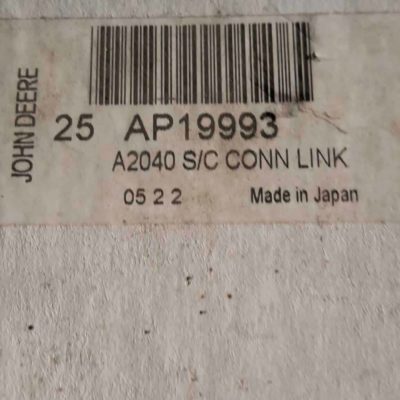 JOHN DEERE
25 AP19993
A2040 S/C CONN LINK
05 2 2 Made in Japan